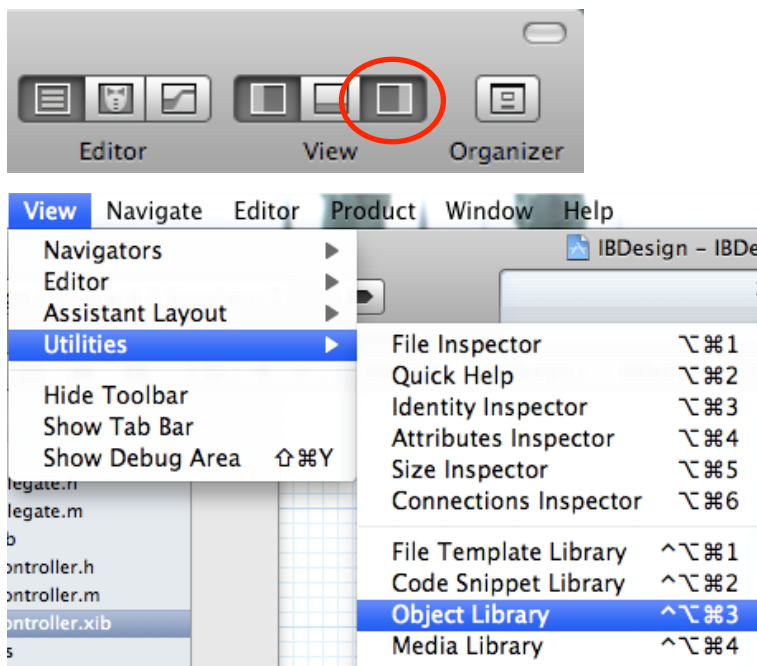 Editor View Organizer
View Navigate Editor Product Window Help
IBDesign – IBDe
Navigators
Editor
Assistant Layout
Utilities
Hide Toolbar
Show Tab Bar
Show Debug Area ⇧⌘Y
File Inspector ⌥⌘1
Quick Help ⌥⌘2
Identity Inspector ⌥⌘3
Attributes Inspector ⌥⌘4
Size Inspector ⌥⌘5
Connections Inspector ⌥⌘6
File Template Library ^⌥⌘1
Code Snippet Library ^⌥⌘2
Object Library ^⌥⌘3
Media Library ^⌥⌘4
legate.h
legate.m
b
ontroller.h
ontroller.m
ontroller.xib
s